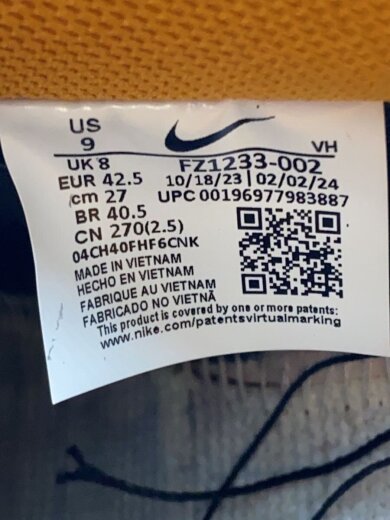 US
9
VH
UK 8
FZ1233-002
EUR 42.5
10/18/23 | 02/02/24
cm 27
UPC 00196977983887
BR 40.5
CN 270(2.5)
04CH40FHF6CNK
MADE IN VIETNAM
HECHO EN VIETNAM
FABRIQUE AU VIETNAM
FABRICADO NO VIETNÃ
This product is covered by one or more patents:
www.nike.com/patentsvirtualmarking